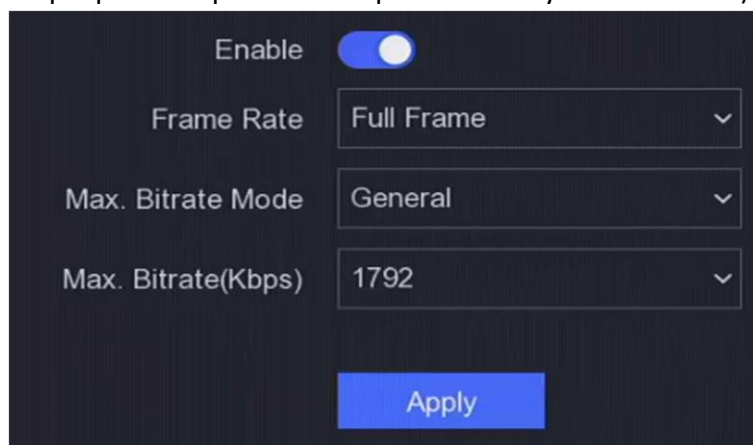 Enable
Frame Rate Full Frame
Max. Bitrate Mode General
Max. Bitrate(Kbps) 1792
Apply